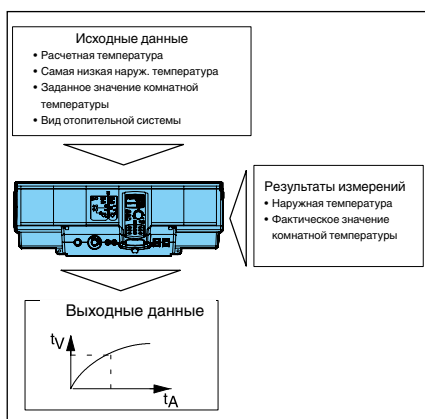 Исходные данные
• Расчетная температура
• Самая низкая наруж. температура
• Заданное значение комнатной
температуры
• Вид отопительной системы
Результаты измерений
• Наружная температура
• Фактическое значение
комнатной температуры
Выходные данные
tV
tA